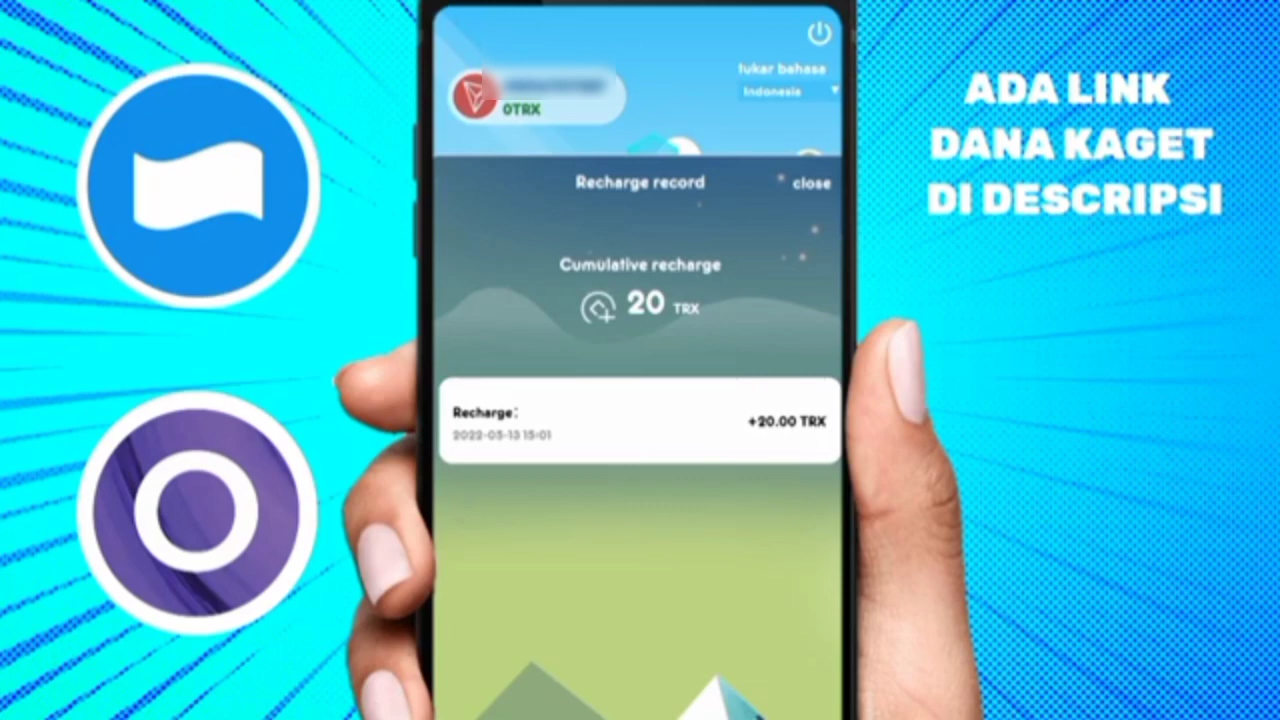 tukar bahasa
Indonesia
0TRX
Recharge record
close
Cumulative recharge
20 TRX
Recharge:
2022-05-13 15:01
+20.00 TRX
ADA LINK
DANA KAGET
DI DESCRIPSI